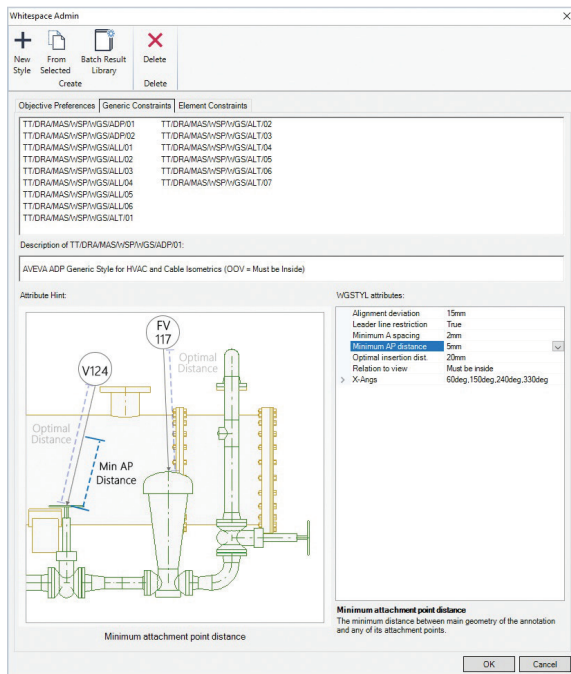 Whitespace Admin
New Style
From Selected
Batch Result Library
Delete
Create
Delete
Objective Preferences
Generic Constraints
Element Constraints
TT/DRA/MAS/WSP/WGS/ADP/01
TT/DRA/MAS/WSP/WGS/ADP/02
TT/DRA/MAS/WSP/WGS/ALL/01
TT/DRA/MAS/WSP/WGS/ALL/02
TT/DRA/MAS/WSP/WGS/ALL/03
TT/DRA/MAS/WSP/WGS/ALL/04
TT/DRA/MAS/WSP/WGS/ALL/05
TT/DRA/MAS/WSP/WGS/ALL/06
TT/DRA/MAS/WSP/WGS/ALT/01
TT/DRA/MAS/WSP/WGS/ALT/02
TT/DRA/MAS/WSP/WGS/ALT/03
TT/DRA/MAS/WSP/WGS/ALT/04
TT/DRA/MAS/WSP/WGS/ALT/05
TT/DRA/MAS/WSP/WGS/ALT/06
TT/DRA/MAS/WSP/WGS/ALT/07
Description of TT/DRA/MAS/WSP/WGS/ADP/01:
AVEVA ADP Generic Style for HVAC and Cable Isometrics (OOV = Must be Inside)
Attribute Hint:
FV
117
Optimal
Distance
V124
Optimal
Distance
Min AP
Distance
Minimum attachment point distance
WGSTYL attributes:
Alignment deviation 15mm
Leader line restriction True
Minimum A spacing 2mm
Minimum AP distance 5mm
Optimal insertion dist. 20mm
Relation to view Must be inside
> X-Angs 60deg,150deg,240deg,330deg
Minimum attachment point distance
The minimum distance between main geometry of the annotation
and any of its attachment points.
OK
Cancel